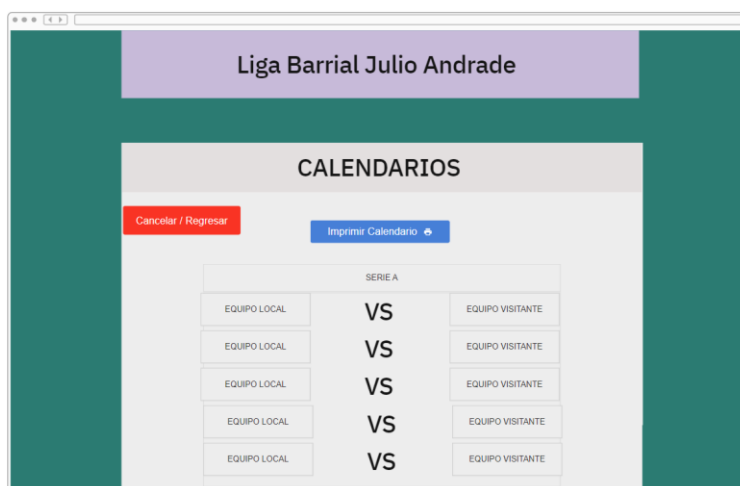 Liga Barrial Julio Andrade
CALENDARIOS
Cancelar / Regresar
Imprimir Calendario
SERIE A
EQUIPO LOCAL VS EQUIPO VISITANTE
EQUIPO LOCAL VS EQUIPO VISITANTE
EQUIPO LOCAL VS EQUIPO VISITANTE
EQUIPO LOCAL VS EQUIPO VISITANTE
EQUIPO LOCAL VS EQUIPO VISITANTE